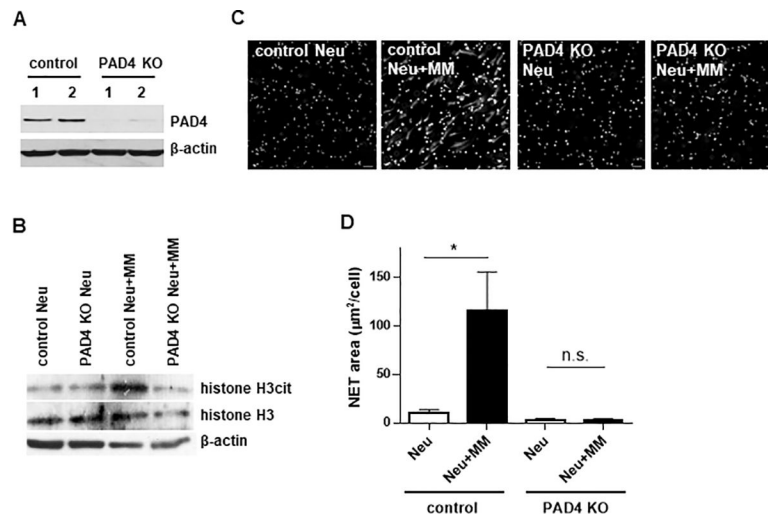 A
control PAD4 KO
1 2 1 2
PAD4
β-actin
B
control Neu
PAD4 KO Neu
control Neu+MM
PAD4 KO Neu+MM
histone H3cit
histone H3
β-actin
C
control Neu
control
Neu+MM
PAD4 KO
Neu
PAD4 KO
Neu+MM
D
NET area (μm²/cell)
150
100
50
0
*
n.s.
Neu
Neu+MM
Neu
Neu+MM
control PAD4 KO